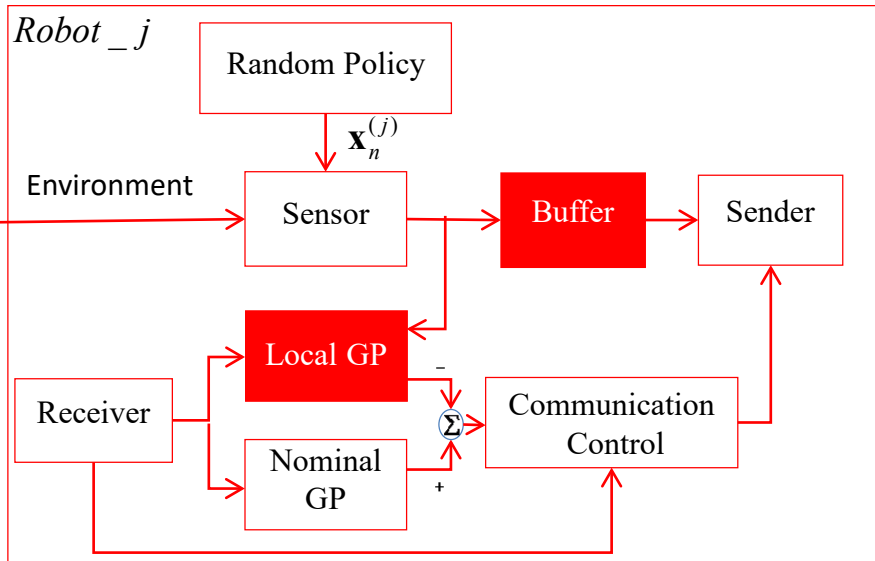 Robot _ j
Random Policy
x_n^{(j)}
Environment
Sensor
Buffer
Sender
Local GP
−
Receiver
Σ
Communication
Control
Nominal
GP
+